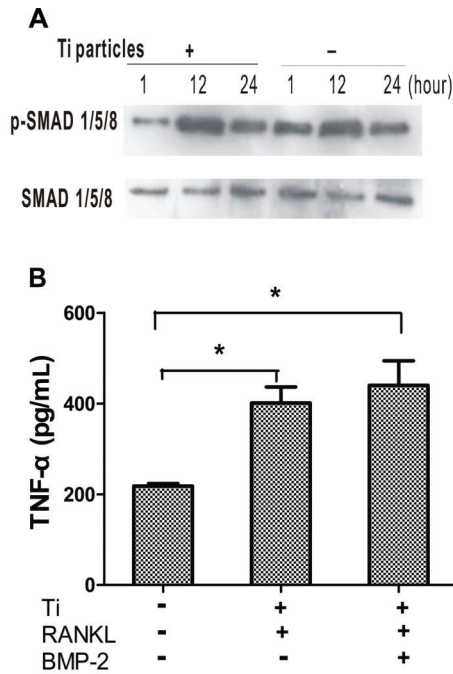 A
Ti particles + –
1 12 24 1 12 24 (hour)
p-SMAD 1/5/8
SMAD 1/5/8
B
*
600
*
400
200
0
TNF-α (pg/mL)
Ti - + +
RANKL - + +
BMP-2 - - +